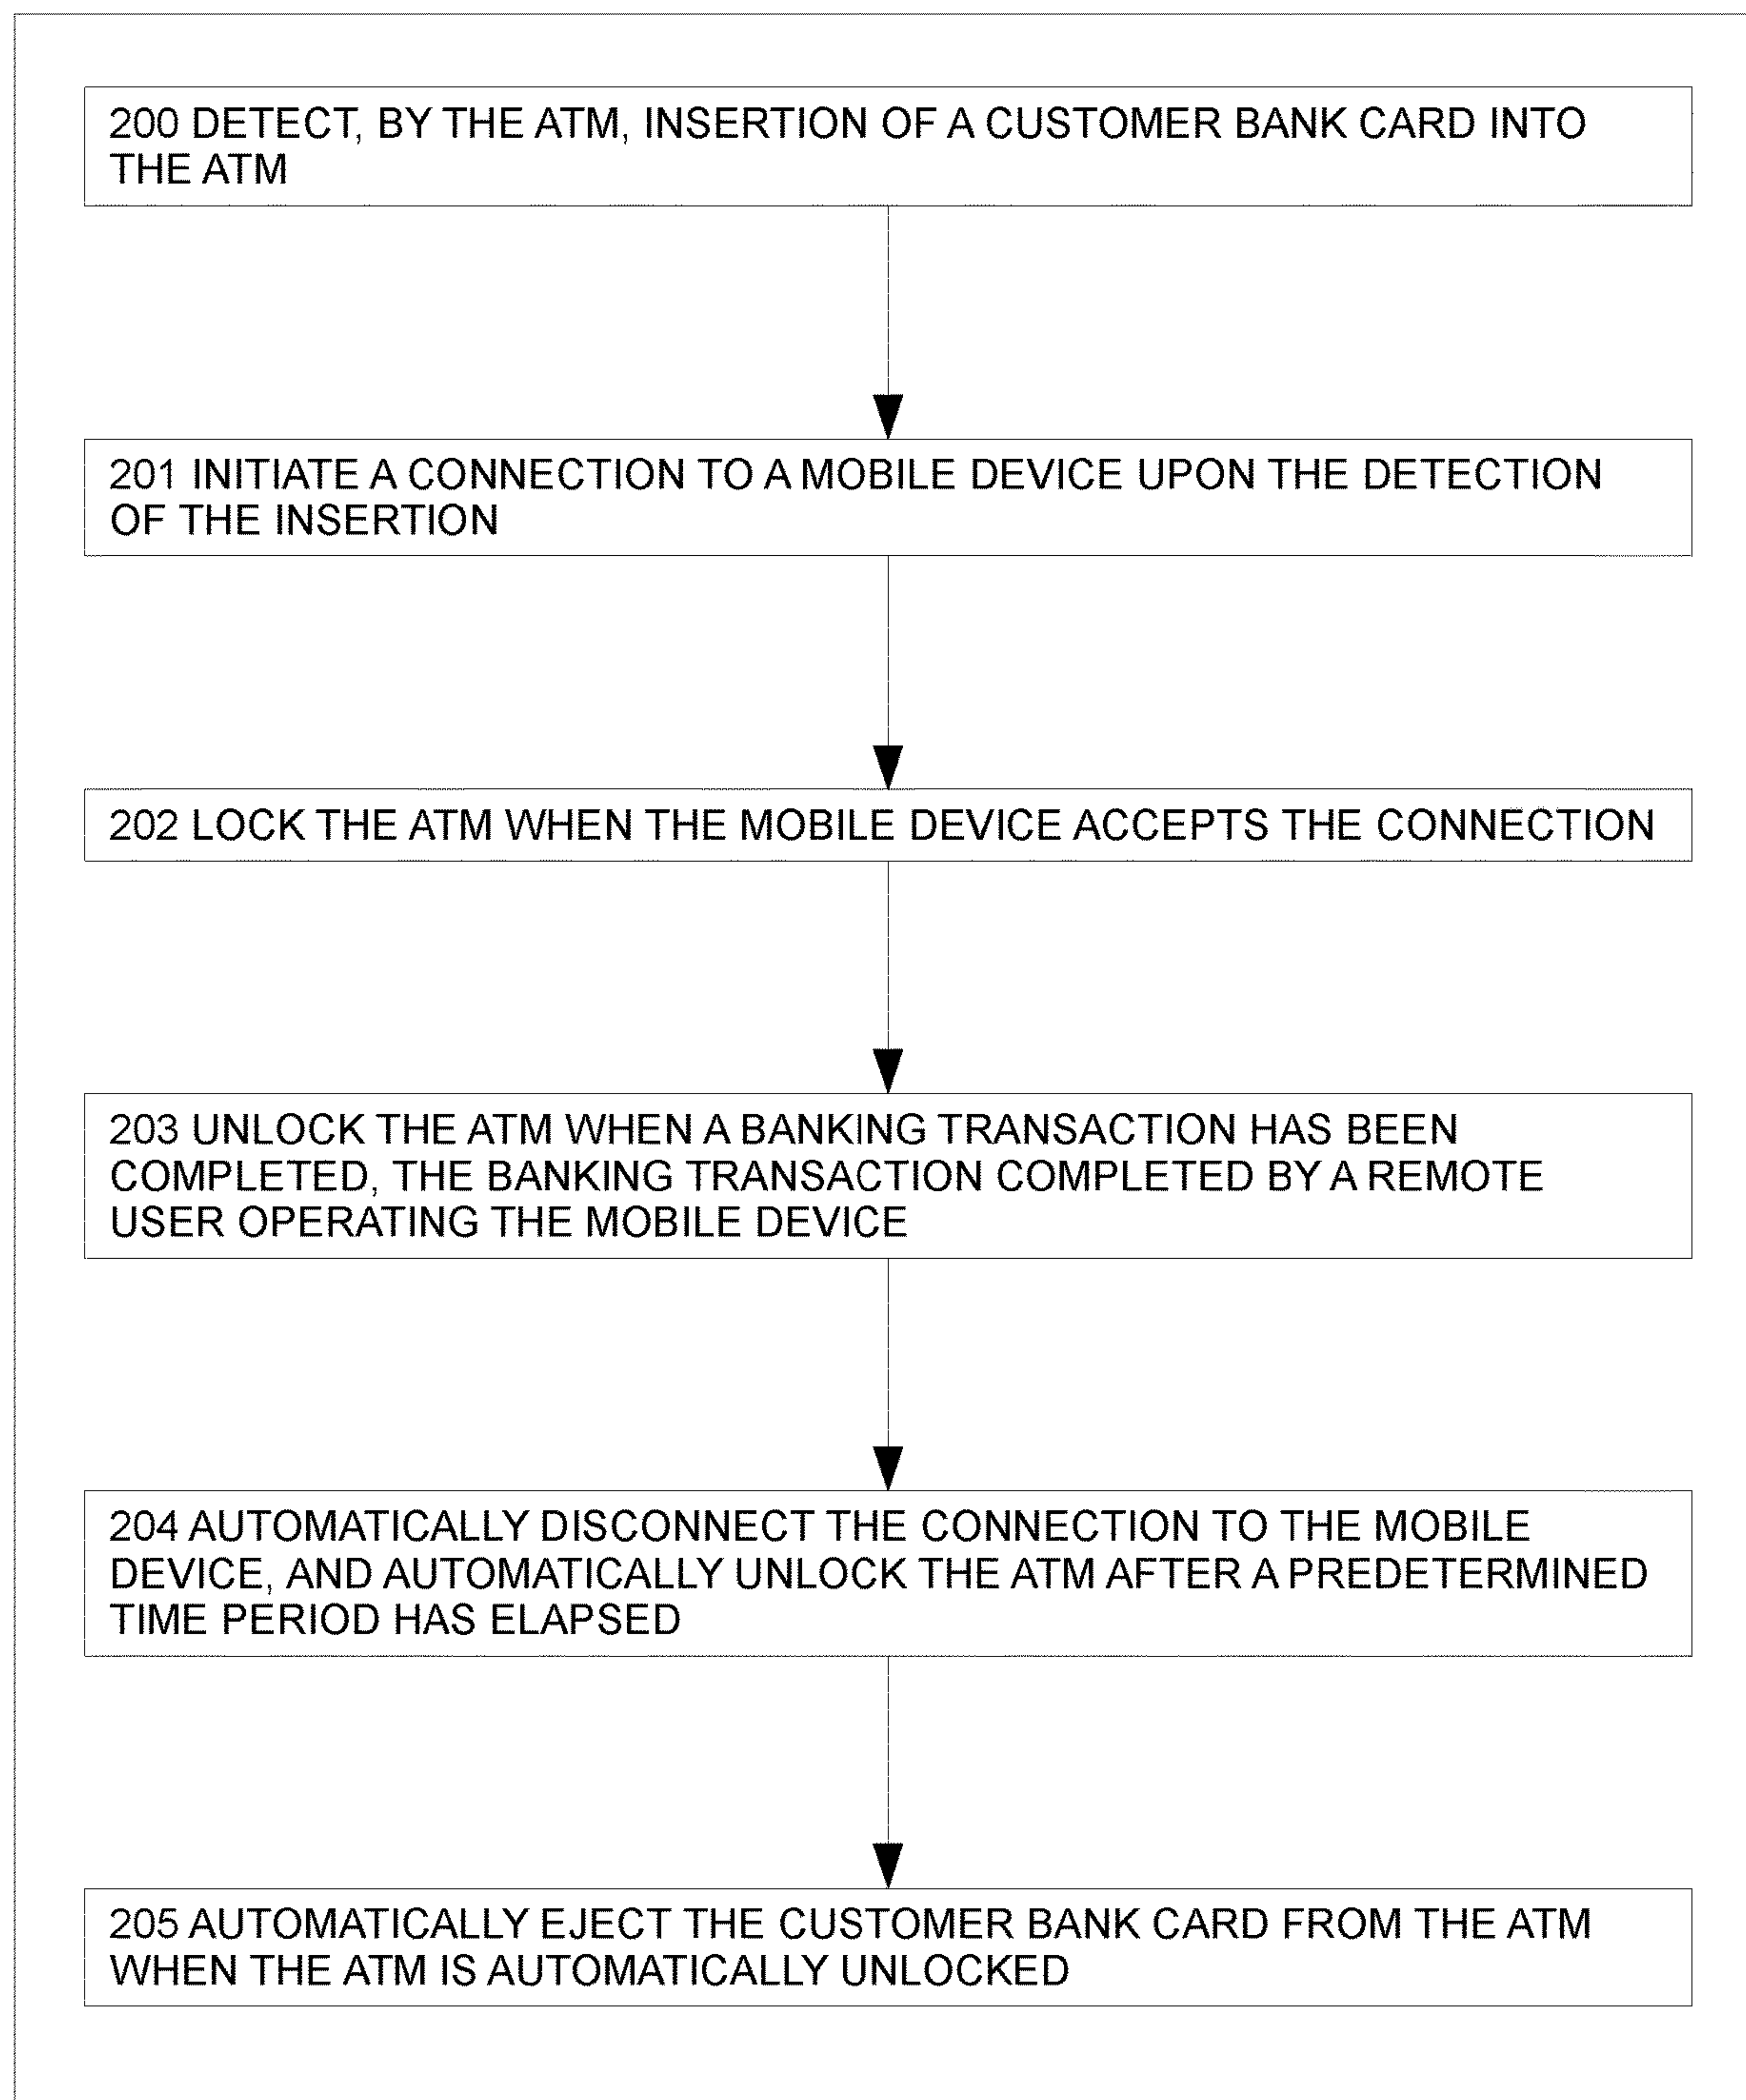 200 DETECT, BY THE ATM, INSERTION OF A CUSTOMER BANK CARD INTO
THE ATM
201 INITIATE A CONNECTION TO A MOBILE DEVICE UPON THE DETECTION
OF THE INSERTION
202 LOCK THE ATM WHEN THE MOBILE DEVICE ACCEPTS THE CONNECTION
203 UNLOCK THE ATM WHEN A BANKING TRANSACTION HAS BEEN
COMPLETED, THE BANKING TRANSACTION COMPLETED BY A REMOTE
USER OPERATING THE MOBILE DEVICE
204 AUTOMATICALLY DISCONNECT THE CONNECTION TO THE MOBILE
DEVICE, AND AUTOMATICALLY UNLOCK THE ATM AFTER A PREDETERMINED
TIME PERIOD HAS ELAPSED
205 AUTOMATICALLY EJECT THE CUSTOMER BANK CARD FROM THE ATM
WHEN THE ATM IS AUTOMATICALLY UNLOCKED